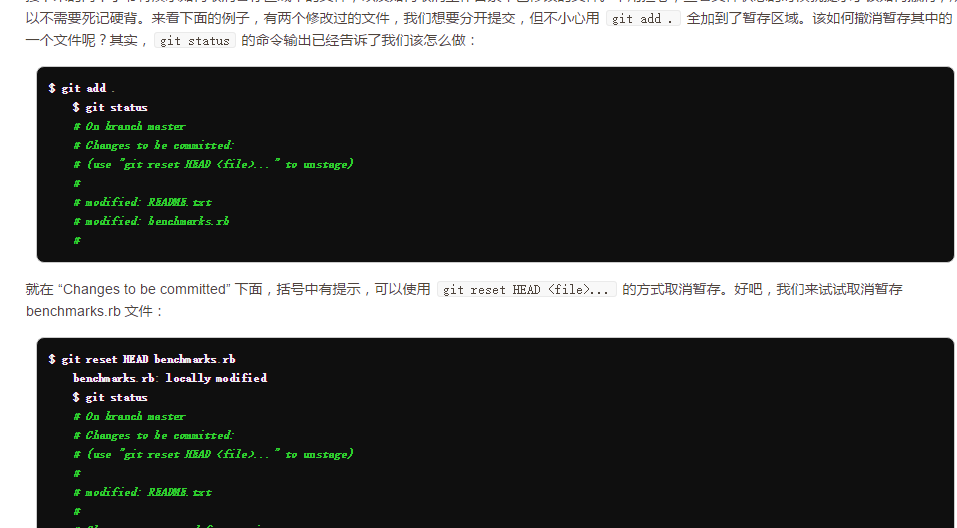 以不需要死记硬背。来看下面的例子，有两个修改过的文件，我们想要分开提交，但不小心用 git add . 全加到了暂存区域。该如何撤消暂存其中的
一个文件呢？其实， git status 的命令输出已经告诉了我们该怎么做：
$ git add .
$ git status
# On branch master
# Changes to be committed:
# (use "git reset HEAD <file>..." to unstage)
#
# modified: README.txt
# modified: benchmarks.rb
#
就在 “Changes to be committed” 下面，括号中有提示，可以使用 git reset HEAD <file>... 的方式取消暂存。好吧，我们来试试取消暂存
benchmarks.rb 文件：
$ git reset HEAD benchmarks.rb
benchmarks.rb: locally modified
$ git status
# On branch master
# Changes to be committed:
# (use "git reset HEAD <file>..." to unstage)
#
# modified: README.txt
#